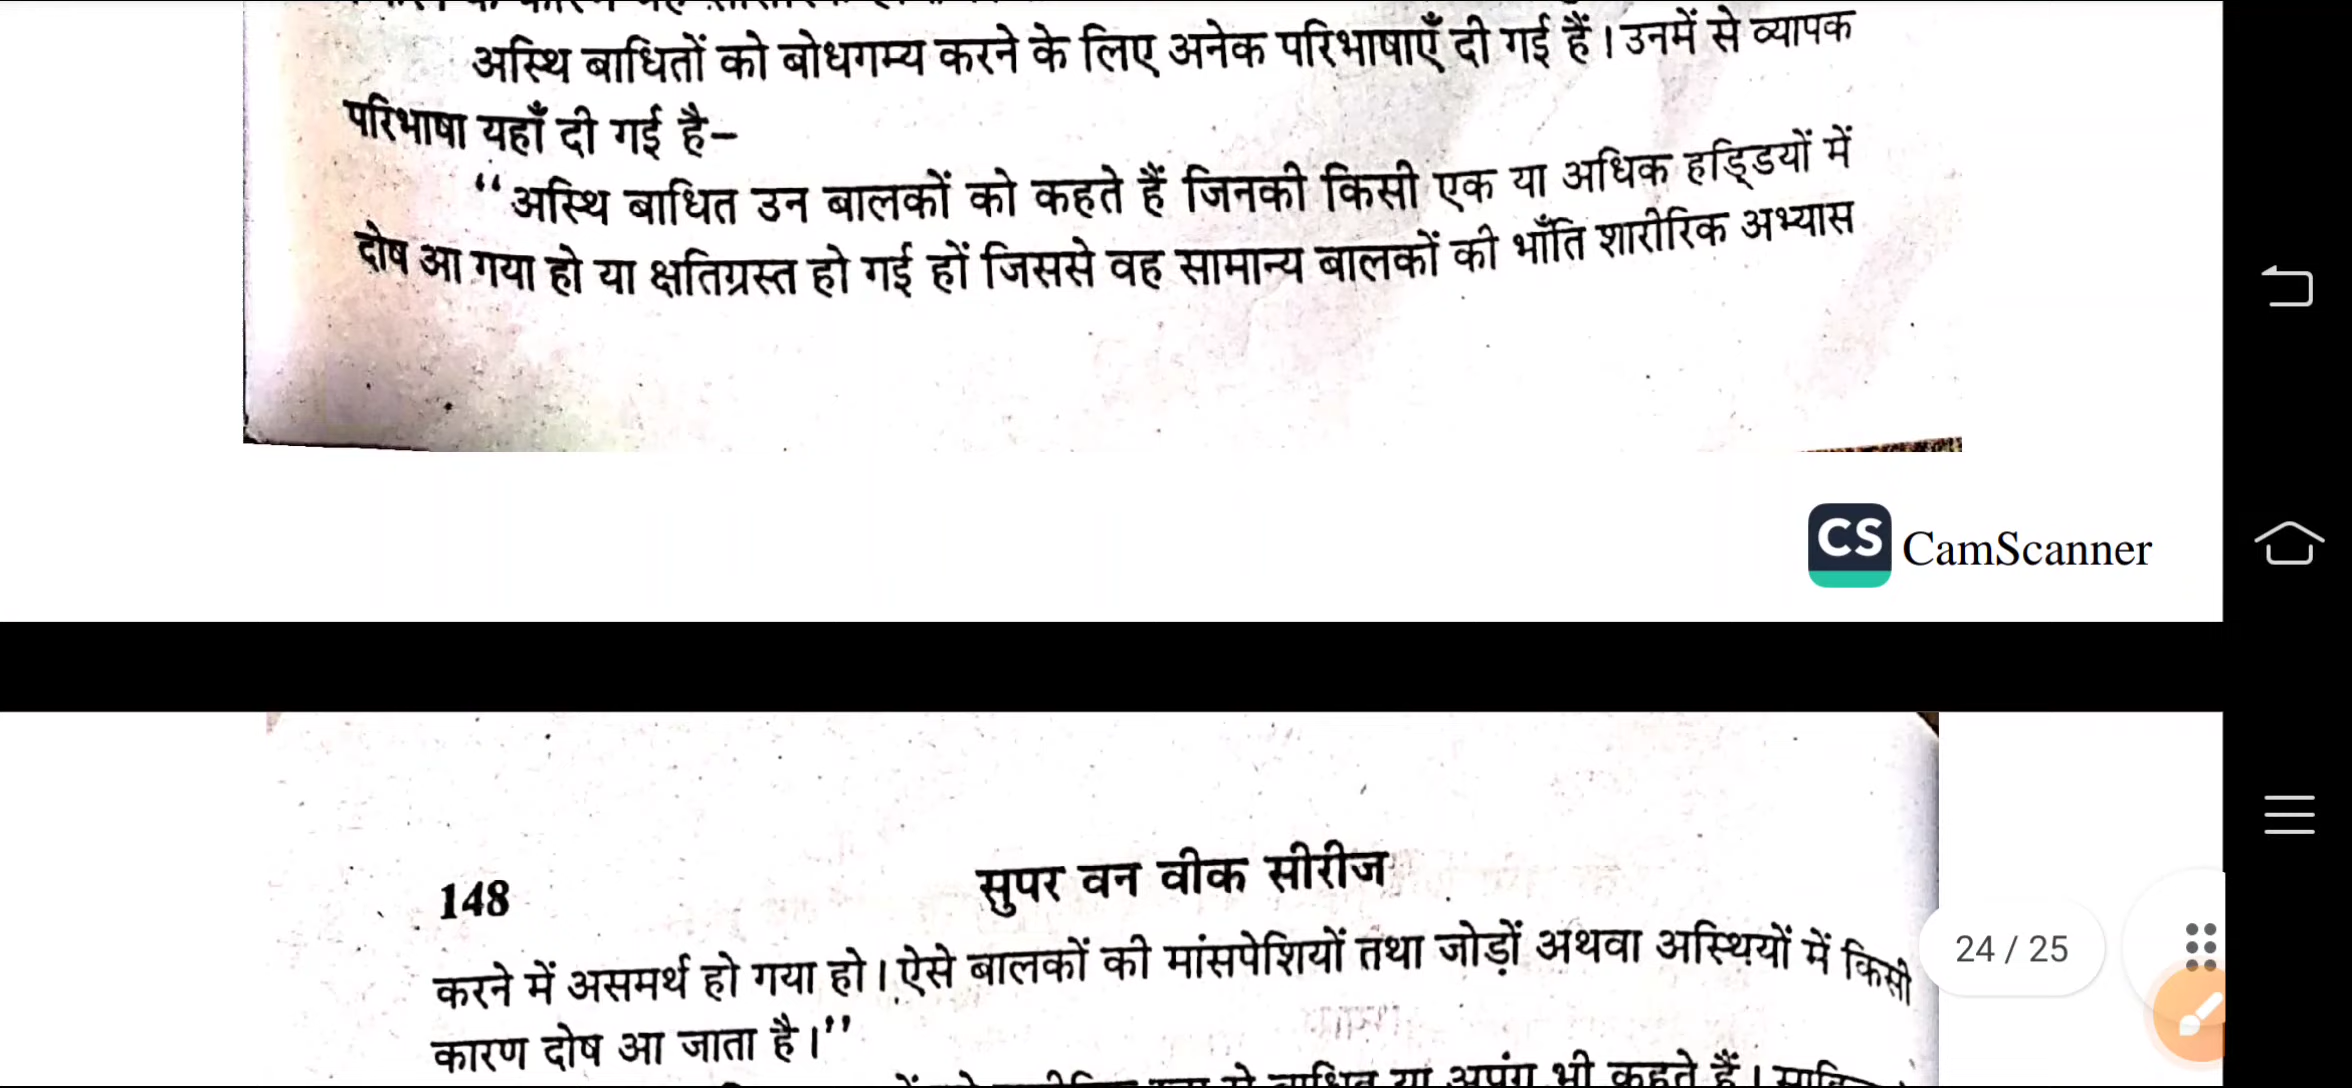 अस्थि बाधितों को बोधगम्य करने के लिए अनेक परिभाषाएँ दी गई हैं। उनमें से व्यापक
परिभाषा यहाँ दी गई है–
“अस्थि बाधित उन बालकों को कहते हैं जिनकी किसी एक या अधिक हड्डियों में
दोष आ गया हो या क्षतिग्रस्त हो गई हों जिससे वह सामान्य बालकों की भाँति शारीरिक अभ्यास
CS CamScanner
148 सुपर वन वीक सीरीज
करने में असमर्थ हो गया हो। ऐसे बालकों की मांसपेशियों तथा जोड़ों अथवा अस्थियों में किसी
24 / 25
कारण दोष आ जाता है।”
बाधित या अपंग भी कहते हैं।